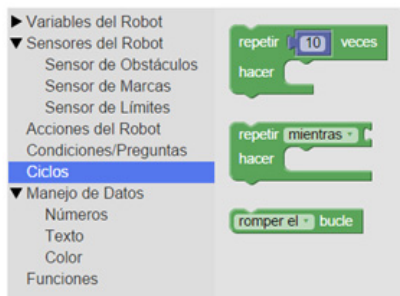 Variables del Robot
Sensores del Robot
Sensor de Obstáculos
Sensor de Marcas
Sensor de Límites
Acciones del Robot
Condiciones/Preguntas
Ciclos
Manejo de Datos
Números
Texto
Color
Funciones
repetir 10 veces
hacer
repetir mientras
hacer
romper el bucle